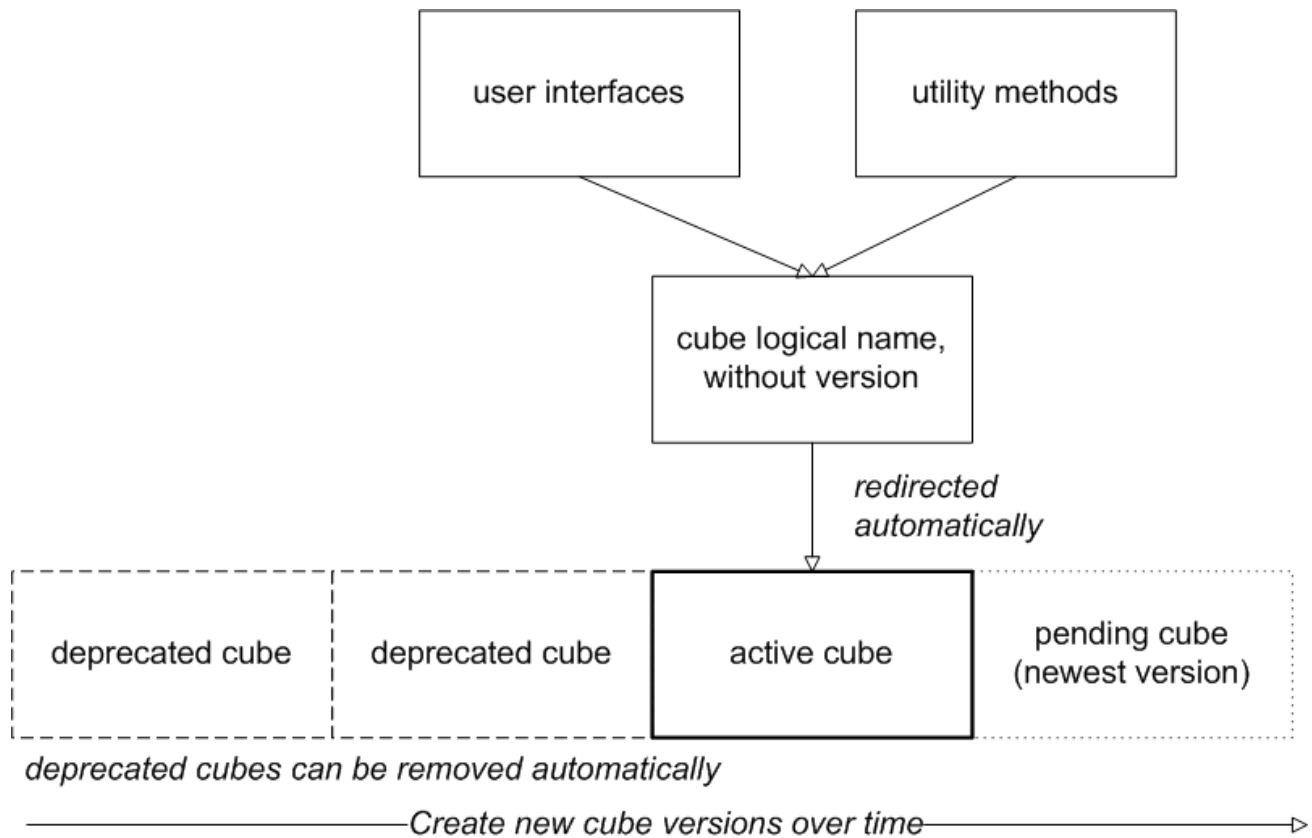 user interfaces
utility methods
cube logical name,
without version
redirected
automatically
deprecated cube
deprecated cube
active cube
pending cube
(newest version)
deprecated cubes can be removed automatically
Create new cube versions over time